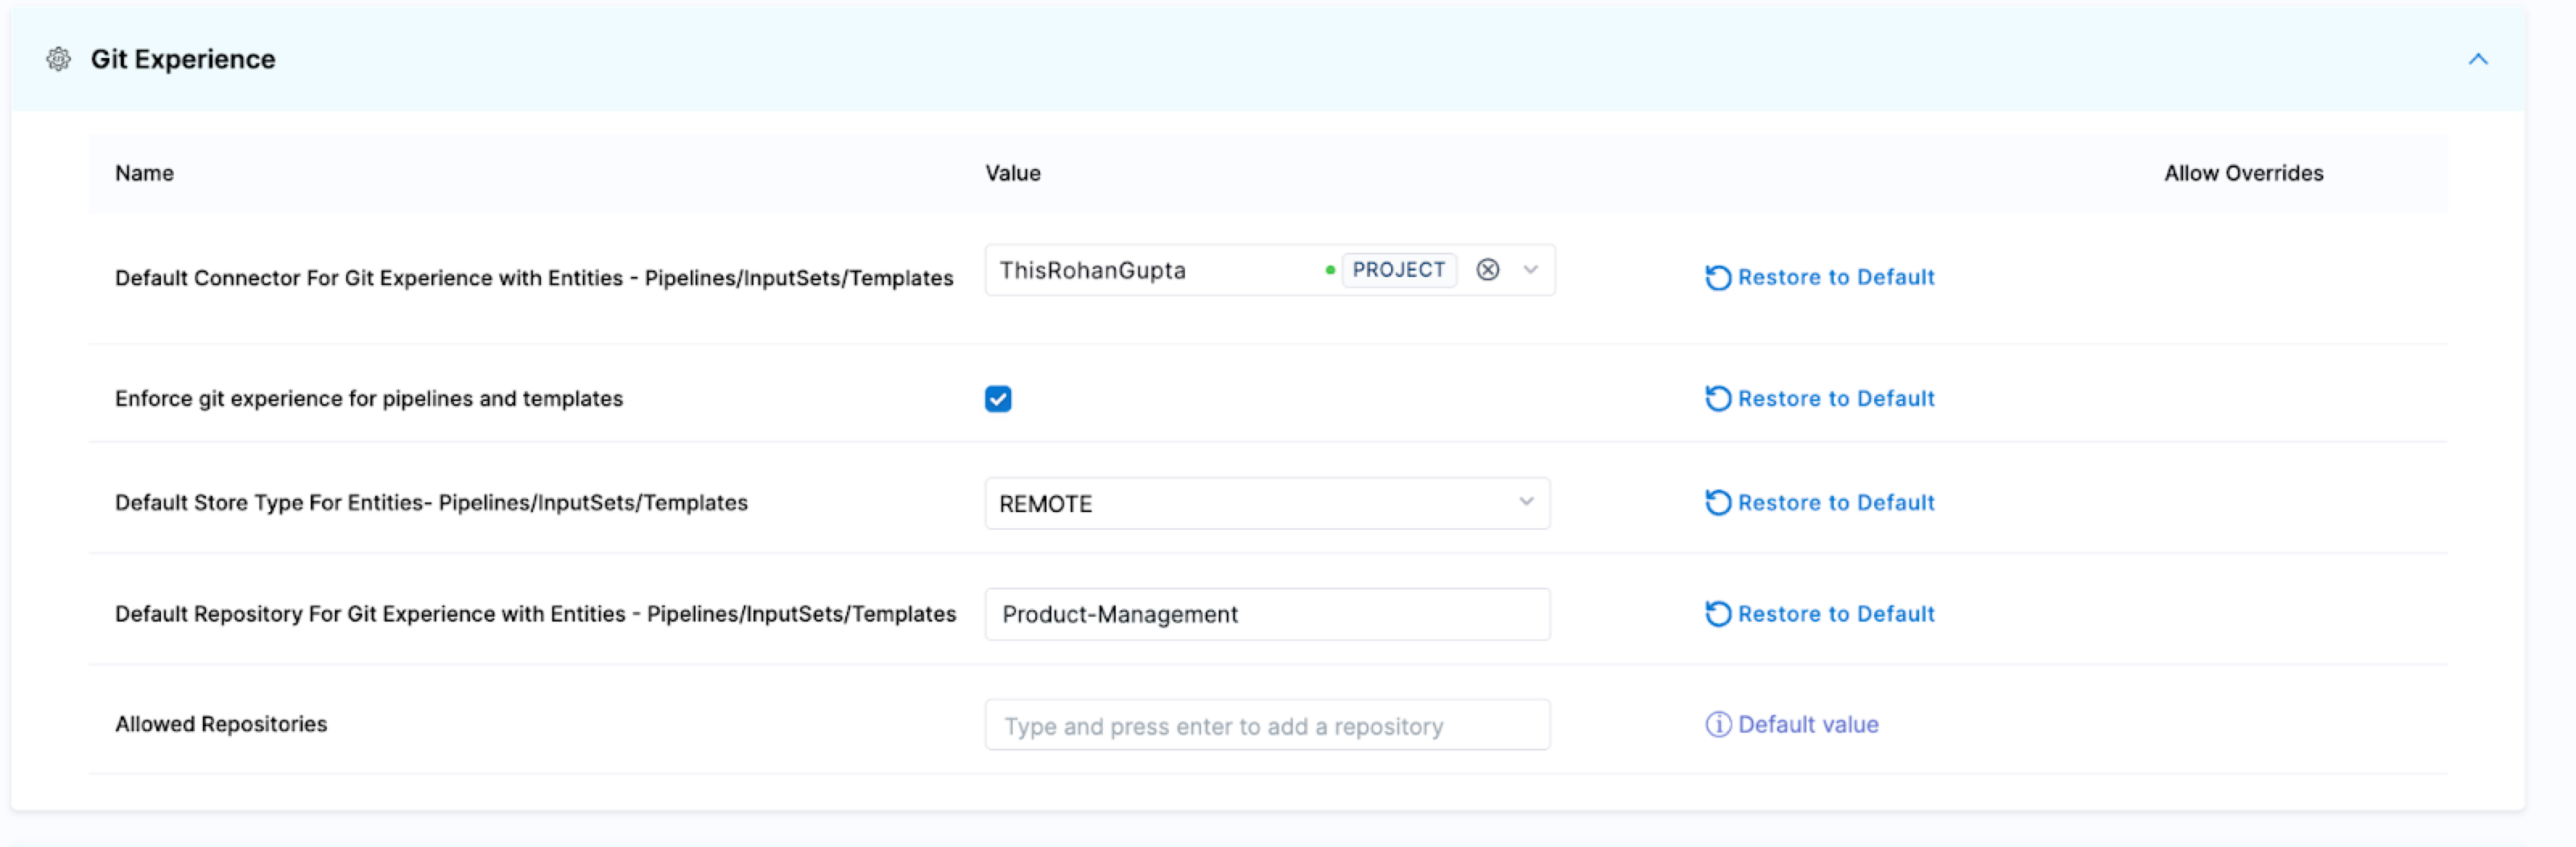 Git Experience
Name Value Allow Overrides
Default Connector For Git Experience with Entities - Pipelines/InputSets/Templates ThisRohanGupta PROJECT Restore to Default
Enforce git experience for pipelines and templates Restore to Default
Default Store Type For Entities- Pipelines/InputSets/Templates REMOTE Restore to Default
Default Repository For Git Experience with Entities - Pipelines/InputSets/Templates Product-Management Restore to Default
Allowed Repositories Type and press enter to add a repository Default value